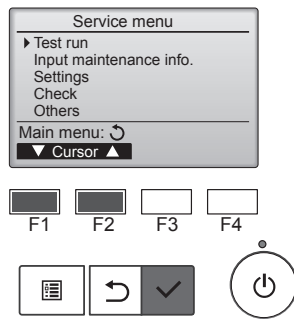 Service menu
Test run
Input maintenance info.
Settings
Check
Others
Main menu:
Cursor
F1 F2 F3 F4